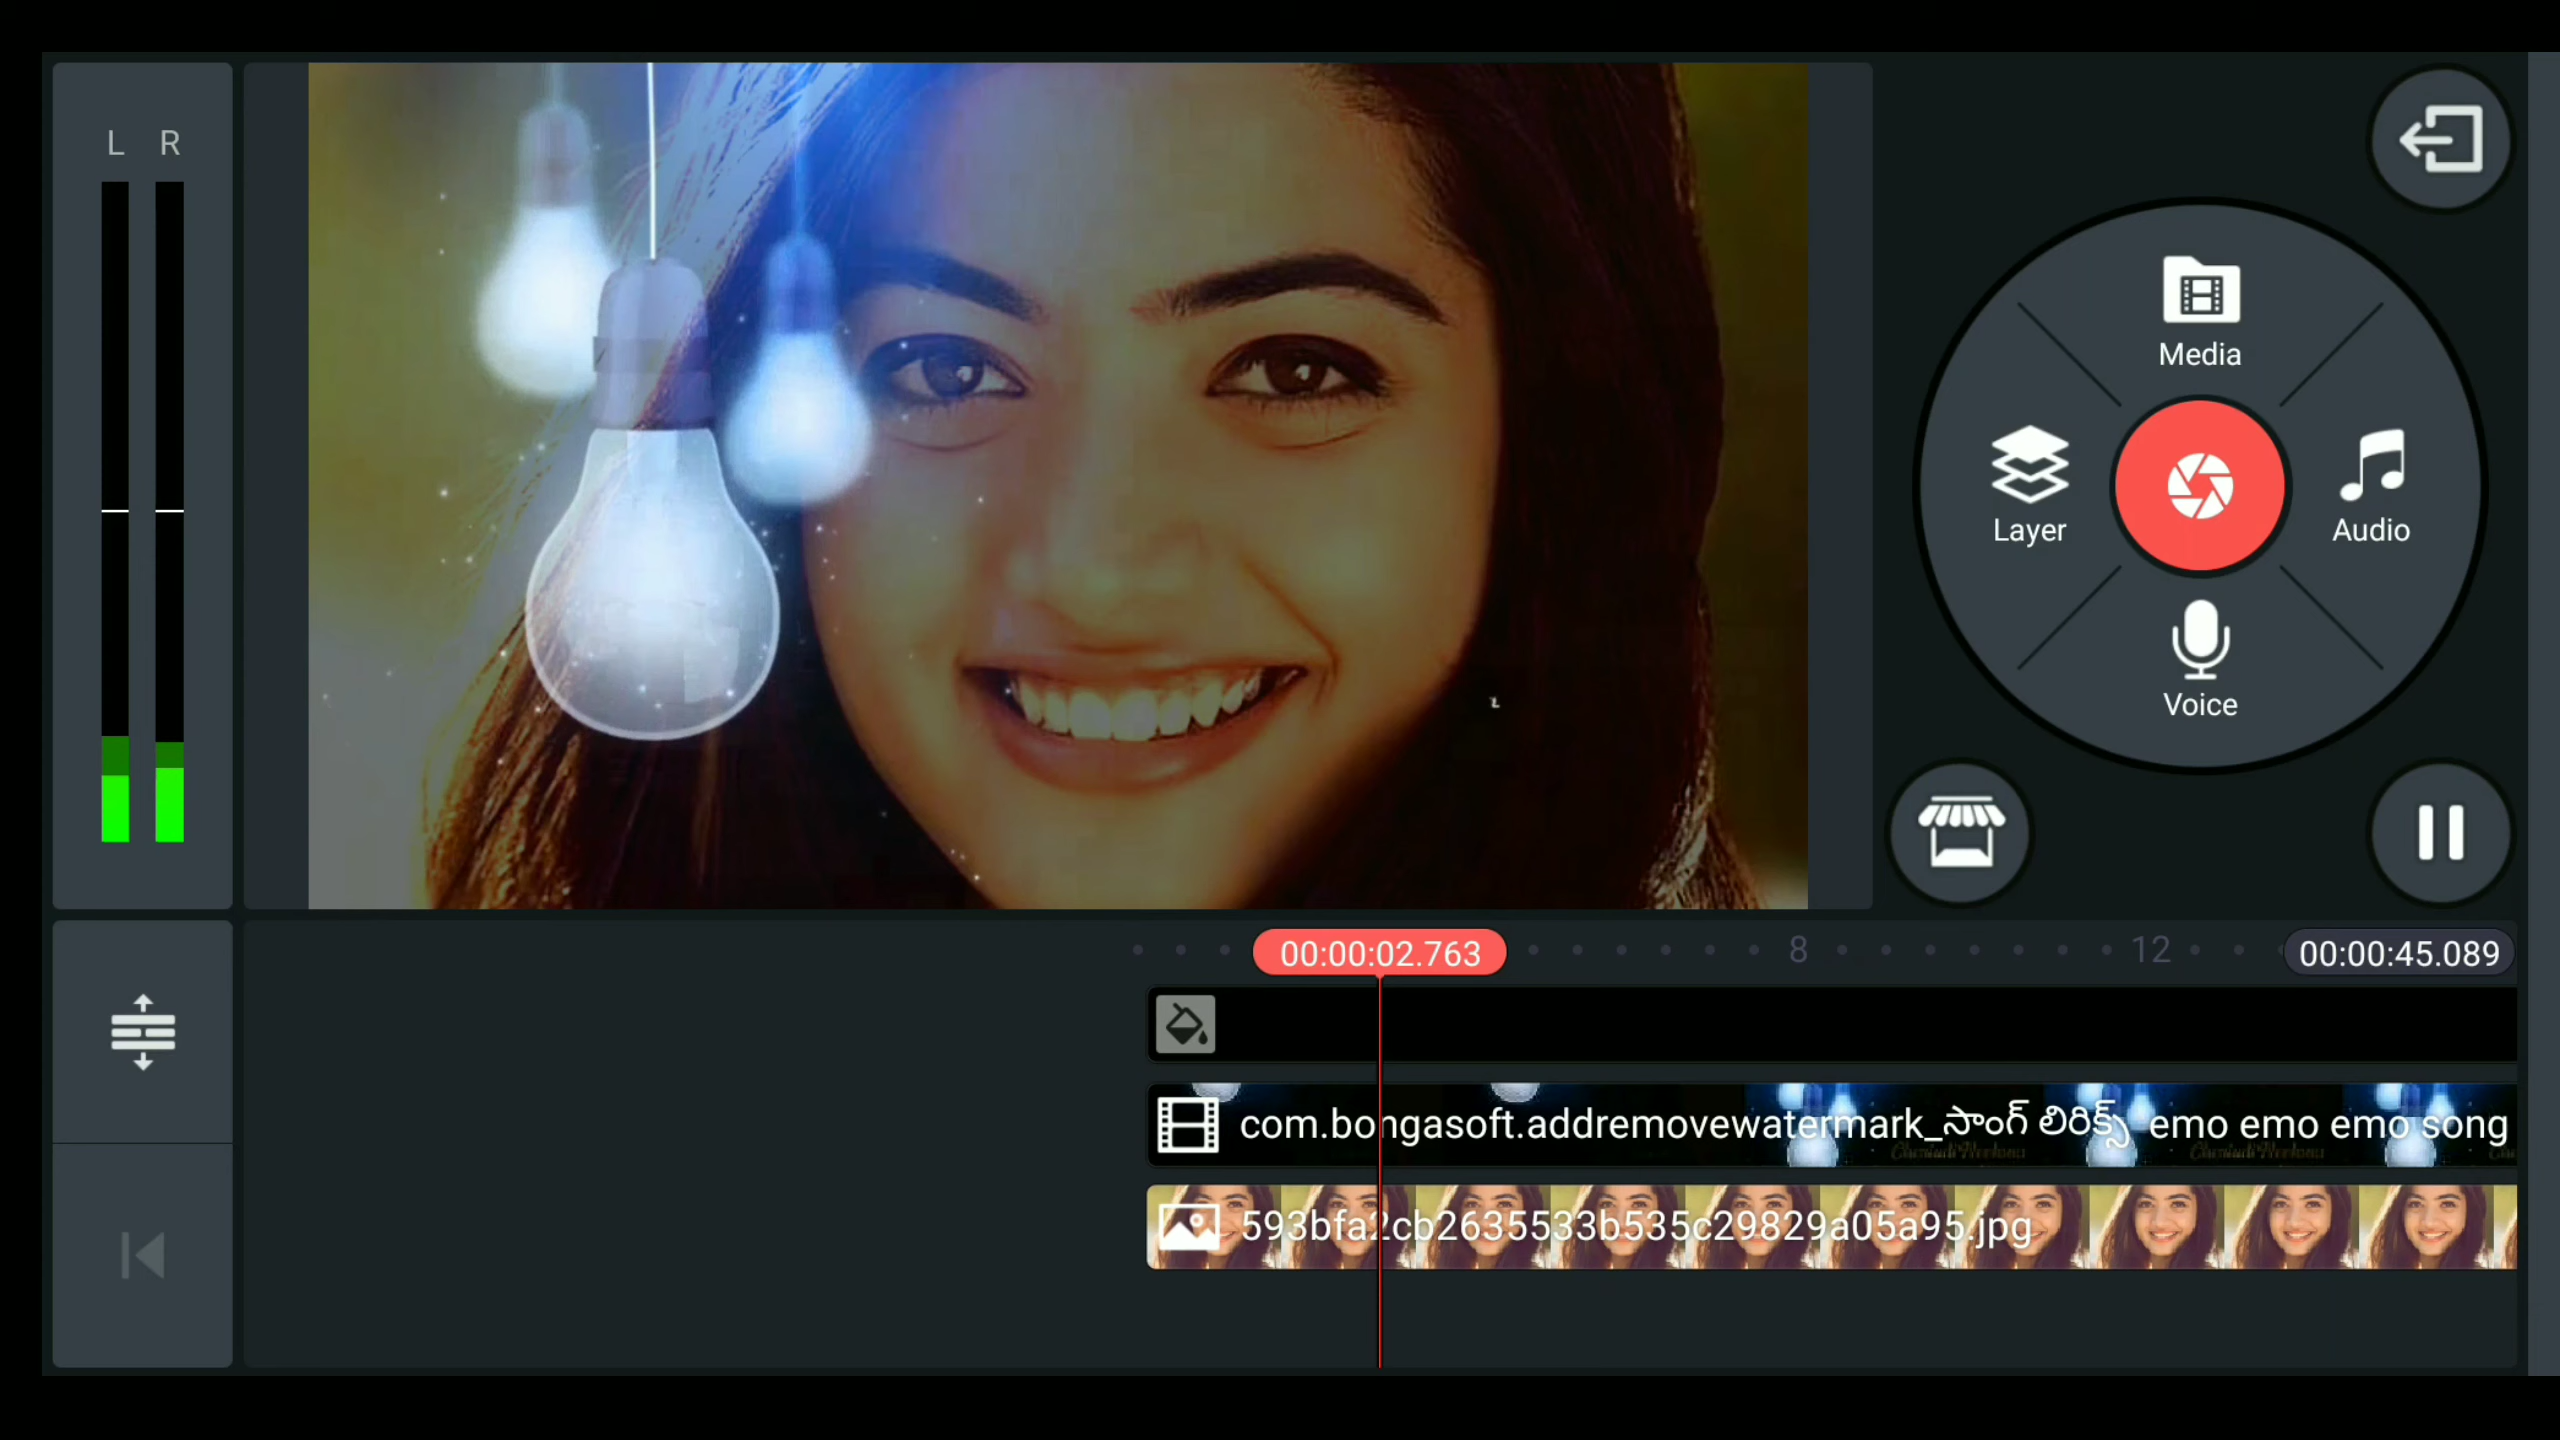 L R
Media
Layer
Audio
Voice
00:00:02.763
8
12
00:00:45.089
com.bongasoft.addremovewatermark_సాంగ్ లిరిక్స్ emo emo emo song
593bfa2cb2635533b535c29829a05a95.jpg